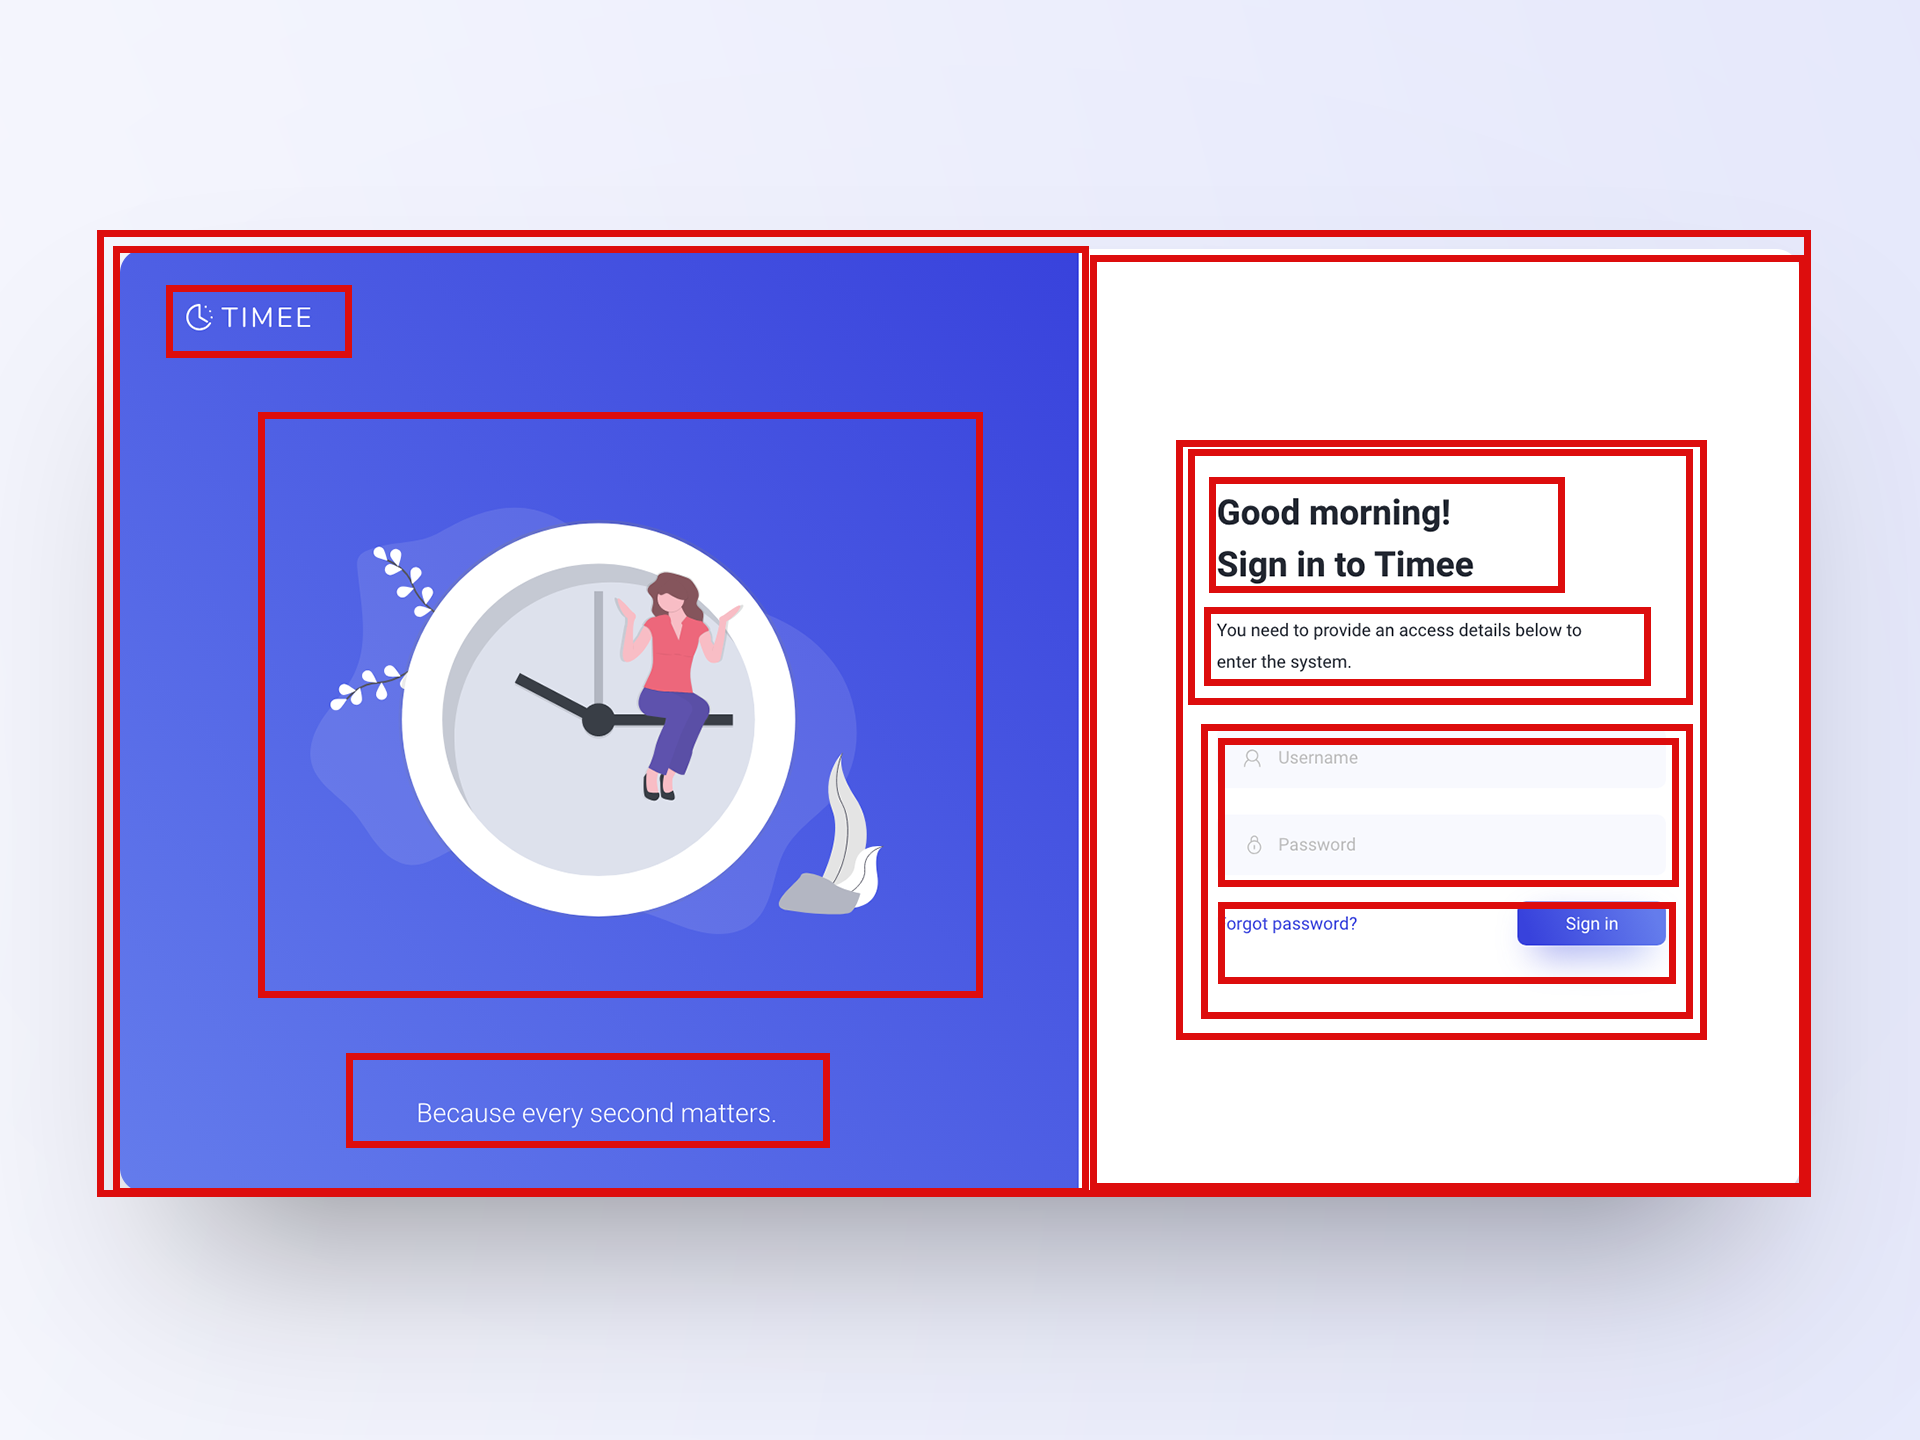 TIMEE
Because every second matters.
Good morning!
Sign in to Timee
You need to provide an access details below to
enter the system.
Username
Password
orgot password?
Sign in